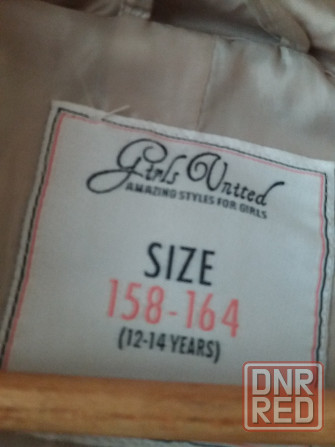 Girls United
AMAZING STYLES FOR GIRLS
SIZE
158-164
(12-14 YEARS)
DNR
RED